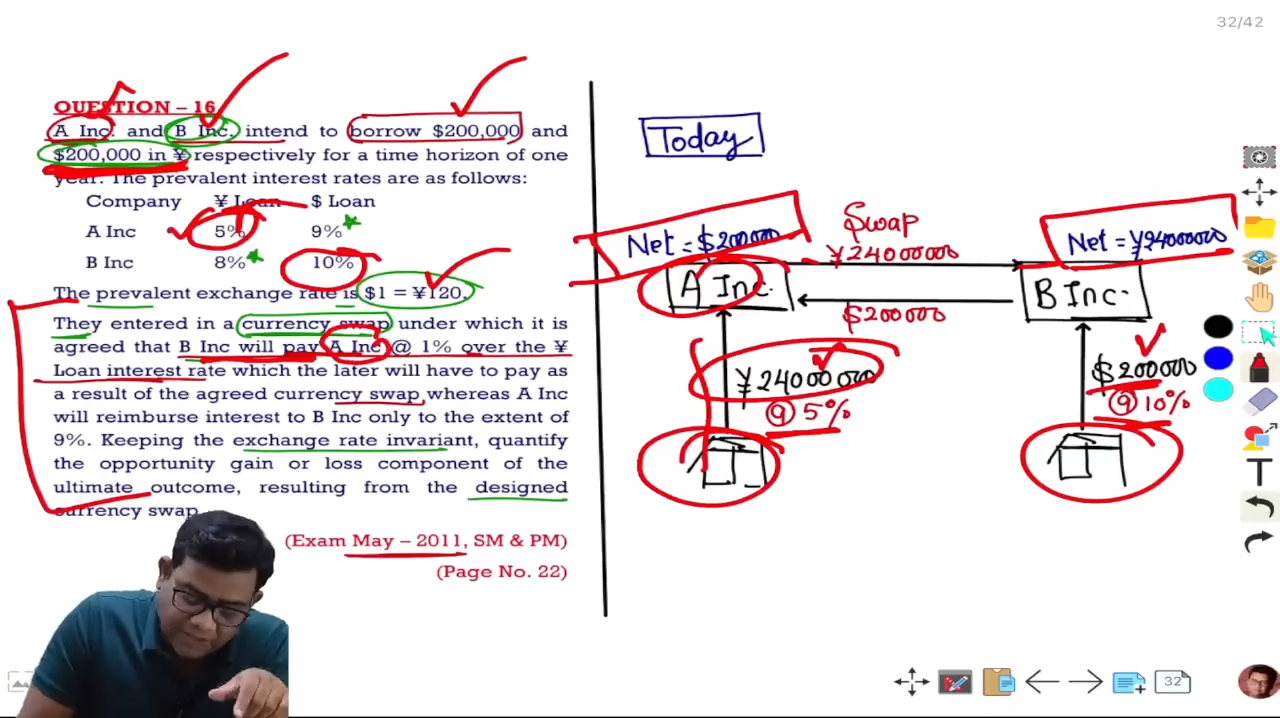 32/42
QUESTION – 16
A Inc. and B Inc. intend to borrow $200,000 and
$200,000 in ¥ respectively for a time horizon of one
year. The prevalent interest rates are as follows:
Company ¥ Loan $ Loan
A Inc 5% 9%
B Inc 8% 10%
The prevalent exchange rate is $1 = ¥120.
They entered in a currency swap under which it is
agreed that B Inc will pay A Inc @ 1% over the ¥
Loan interest rate which the later will have to pay as
a result of the agreed currency swap whereas A Inc
will reimburse interest to B Inc only to the extent of
9%. Keeping the exchange rate invariant, quantify
the opportunity gain or loss component of the
ultimate outcome, resulting from the designed
currency swap.
(Exam May – 2011, SM & PM)
(Page No. 22)
Today
Net = $200000
Swap
¥24000000
Net = ¥24000000
A Inc.
B Inc.
$200000
¥24000000
@ 5%
$200000
@ 10%
T
32